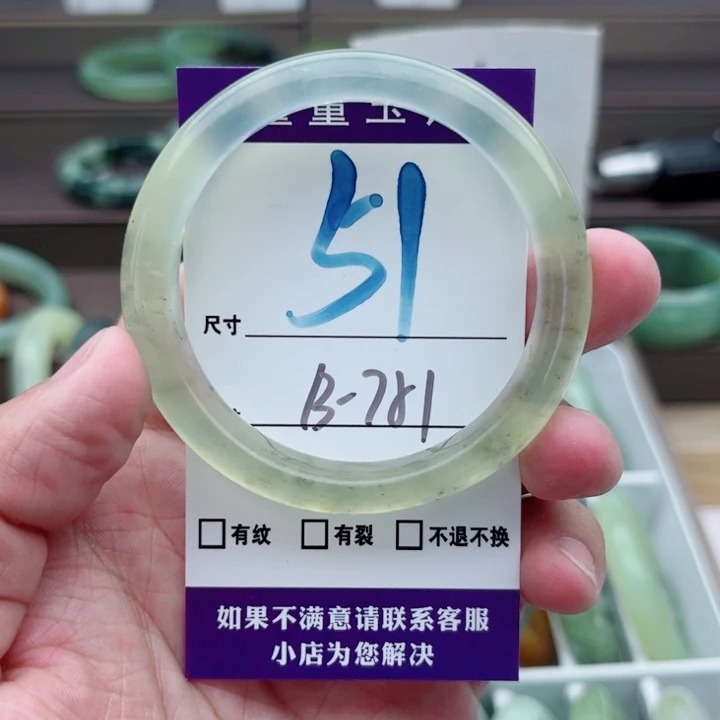 51
尺寸
B-781
有纹 有裂 不退不换
如果不满意请联系客服
小店为您解决